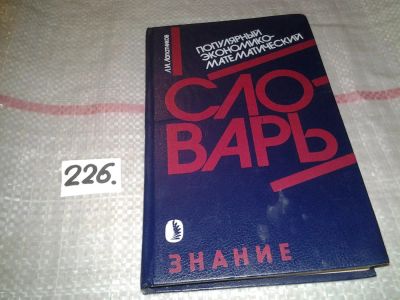 Л.И. Лопатников
ПОПУЛЯРНЫЙ
ЭКОНОМИКО-
МАТЕМАТИЧЕСКИЙ
СЛО-
ВАРЬ
ЗНАНИЕ
226.